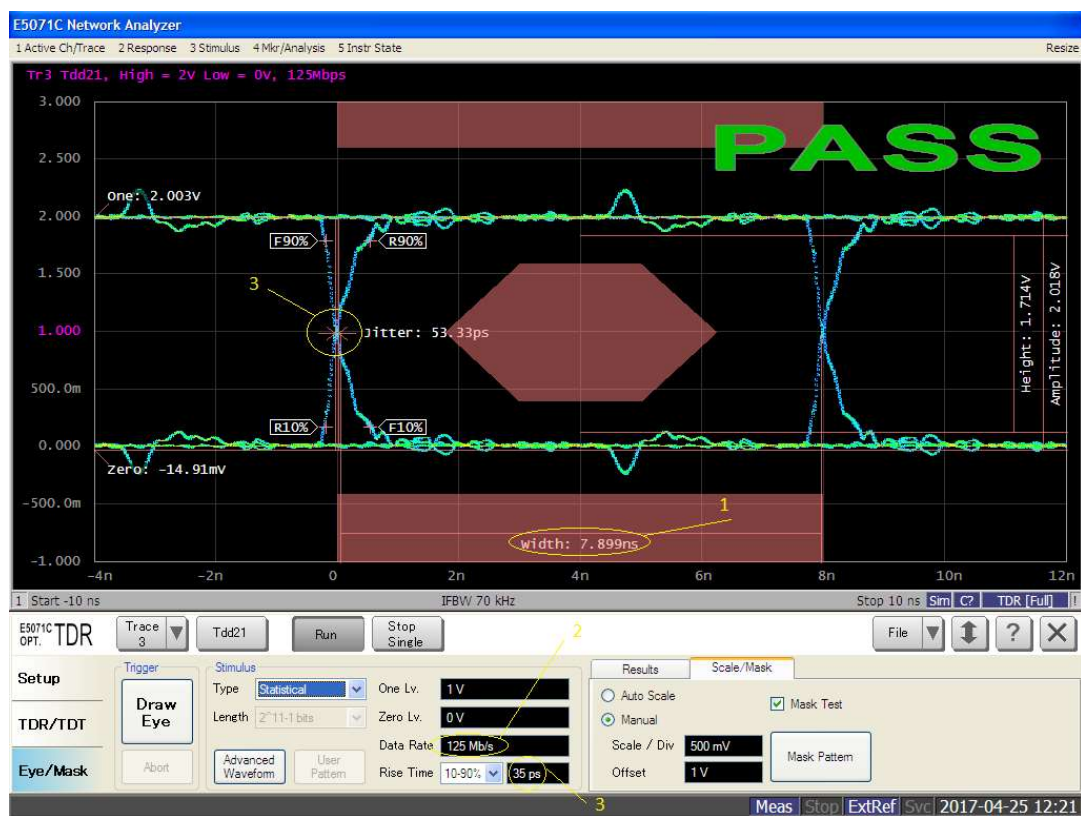 E5071C Network Analyzer
1 Active Ch/Trace 2 Response 3 Stimulus 4 Mkr/Analysis 5 Instr State Resize
Tr3 Tdd21, High = 2V Low = 0V, 125Mbps
3.000
PASS
2.500
One: 2.003V
2.000
F90% R90%
1.500
3
1.000
Jitter: 53.33ps
Height: 1.714V
Amplitude: 2.018V
500.0m
R10% F10%
0.000
Zero: -14.91mV
-500.0m
1
Width: 7.899ns
-1.000
-4n -2n 0 2n 4n 6n 8n 10n 12n
1 Start -10 ns IFBW 70 kHz Stop 10 ns Sim C? TDR [Full] !
E5071C OPT. TDR Trace 3 Tdd21 Run Stop Single 2 File ?
Setup
TDR/TDT
Eye/Mask
Trigger
Draw Eye
Abort
Stimulus
Type Statistical One Lv. 1 V
Length 2^11-1 bits Zero Lv. 0 V
Data Rate 125 Mb/s
Advanced Waveform User Pattern Rise Time 10-90% 35 ps
3
Results Scale/Mask
Auto Scale Mask Test
Manual
Scale / Div 500 mV Mask Pattern
Offset 1 V
Meas Stop ExtRef Svc 2017-04-25 12:21